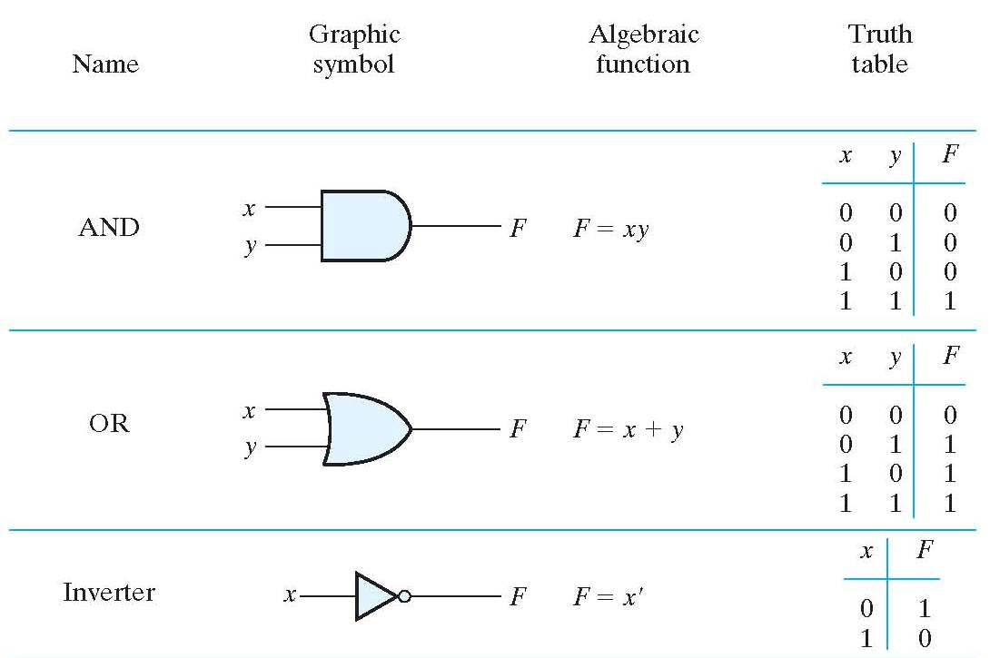 Name Graphic symbol Algebraic function Truth table
AND x y F F = xy
x y F
0 0 0
0 1 0
1 0 0
1 1 1
OR x y F F = x + y
x y F
0 0 0
0 1 1
1 0 1
1 1 1
Inverter x F F = x′
x F
0 1
1 0